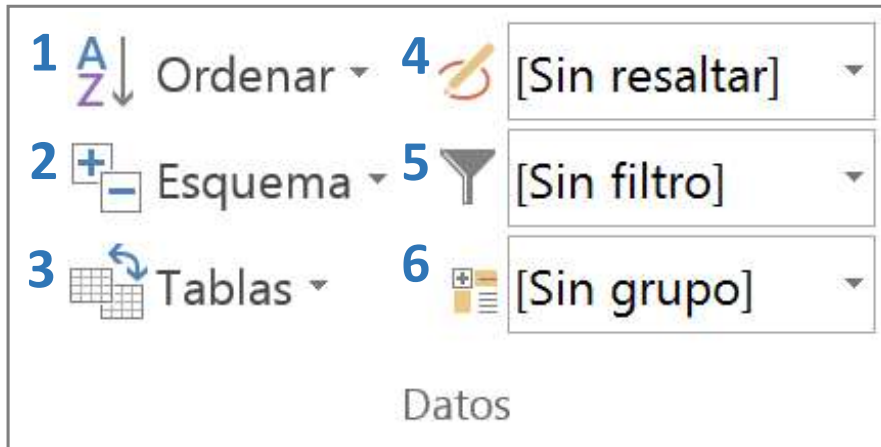 1 Ordenar 4 [Sin resaltar]
2 Esquema 5 [Sin filtro]
3 Tablas 6 [Sin grupo]
Datos